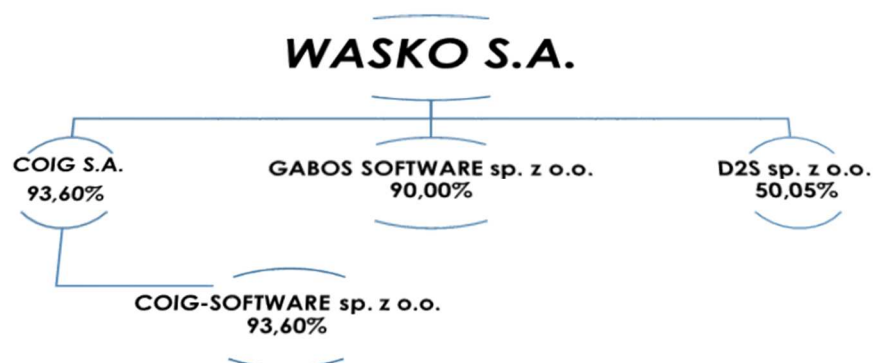 WASKO S.A.
COIG S.A.
93,60%
GABOS SOFTWARE sp. z o.o.
90,00%
D2S sp. z o.o.
50,05%
COIG-SOFTWARE sp. z o.o.
93,60%